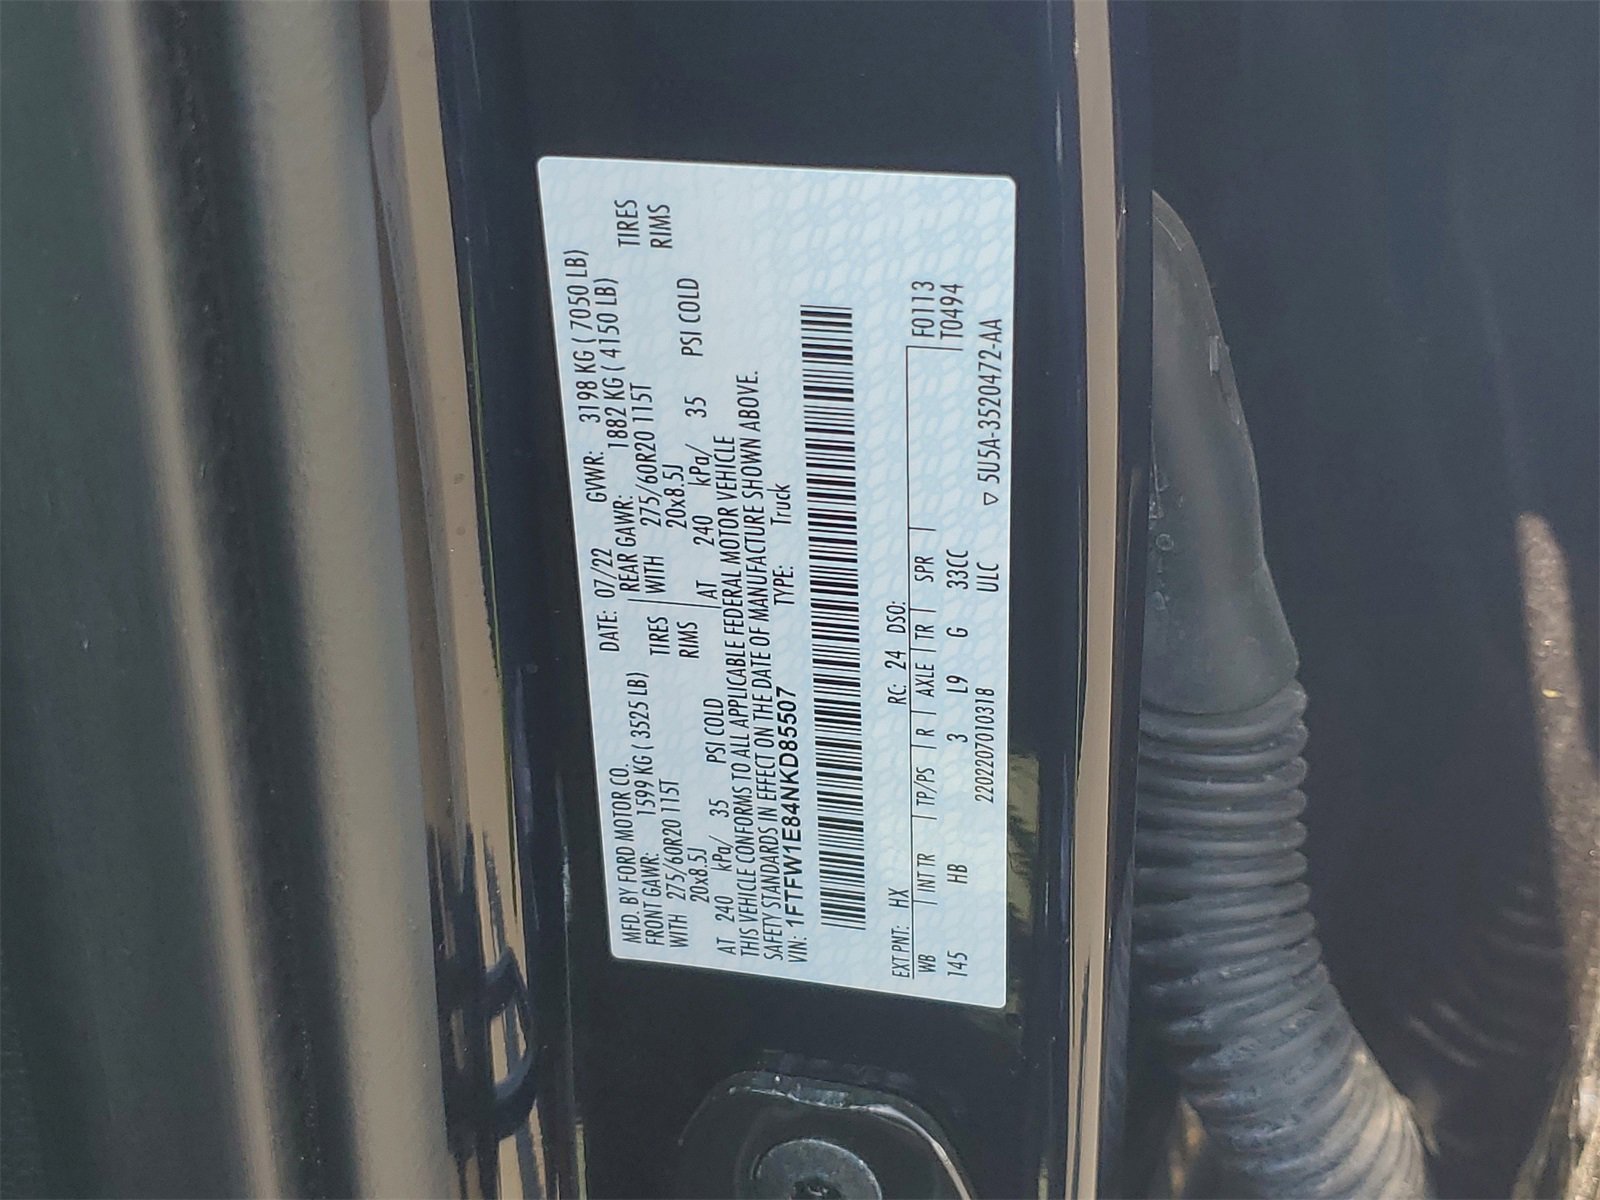 MFD. BY FORD MOTOR CO. DATE: 07/22 GVWR: 3198 KG ( 7050 LB)
FRONT GAWR: 1599 KG ( 3525 LB) REAR GAWR: 1882 KG ( 4150 LB)
WITH 275/60R20 115T TIRES WITH 275/60R20 115T TIRES
20x8.5J RIMS 20x8.5J RIMS
AT 240 kPa/ 35 PSI COLD AT 240 kPa/ 35 PSI COLD
THIS VEHICLE CONFORMS TO ALL APPLICABLE FEDERAL MOTOR VEHICLE
SAFETY STANDARDS IN EFFECT ON THE DATE OF MANUFACTURE SHOWN ABOVE.
VIN: 1FTFW1E84NKD85507 TYPE: Truck
EXT PNT: HX RC: 24 DSO:
WB INT TR TP/PS R AXLE TR SPR F0113
145 HB 3 L9 G 33CC T0494
2202207010318 ULC ▽ 5U5A-3520472-AA